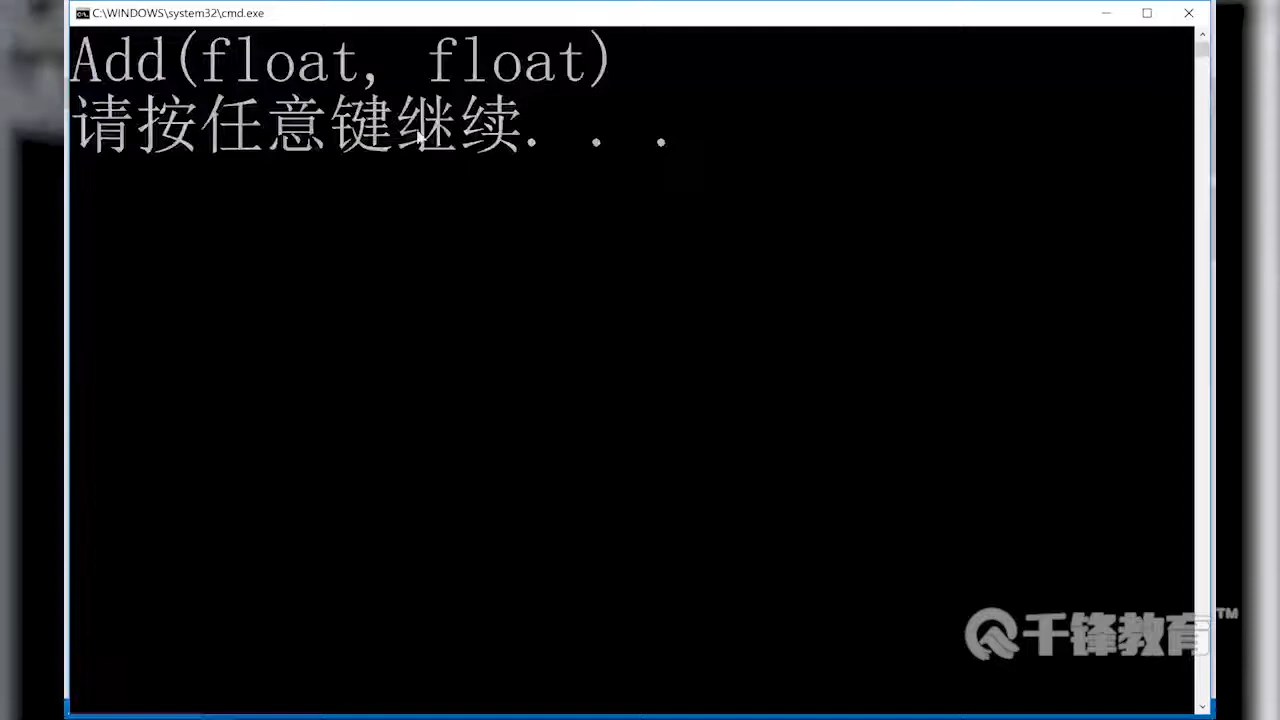 C:\WINDOWS\system32\cmd.exe
Add(float, float)
请按任意键继续. . .
千锋教育™